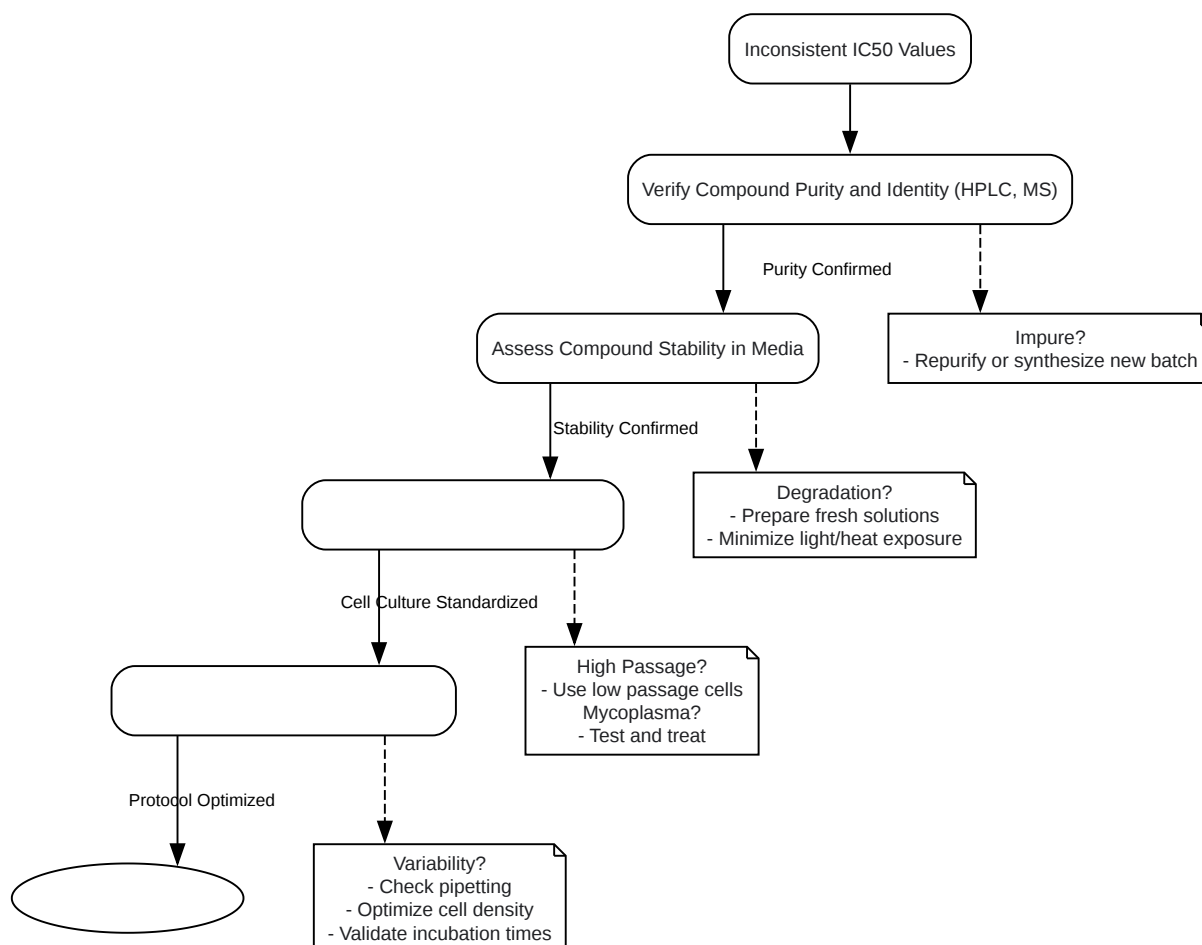 Inconsistent IC50 Values
Verify Compound Purity and Identity (HPLC, MS)
Purity Confirmed
Impure?
- Repurify or synthesize new batch
Assess Compound Stability in Media
Stability Confirmed
Degradation?
- Prepare fresh solutions
- Minimize light/heat exposure
Cell Culture Standardized
High Passage?
- Use low passage cells
Mycoplasma?
- Test and treat
Protocol Optimized
Variability?
- Check pipetting
- Optimize cell density
- Validate incubation times